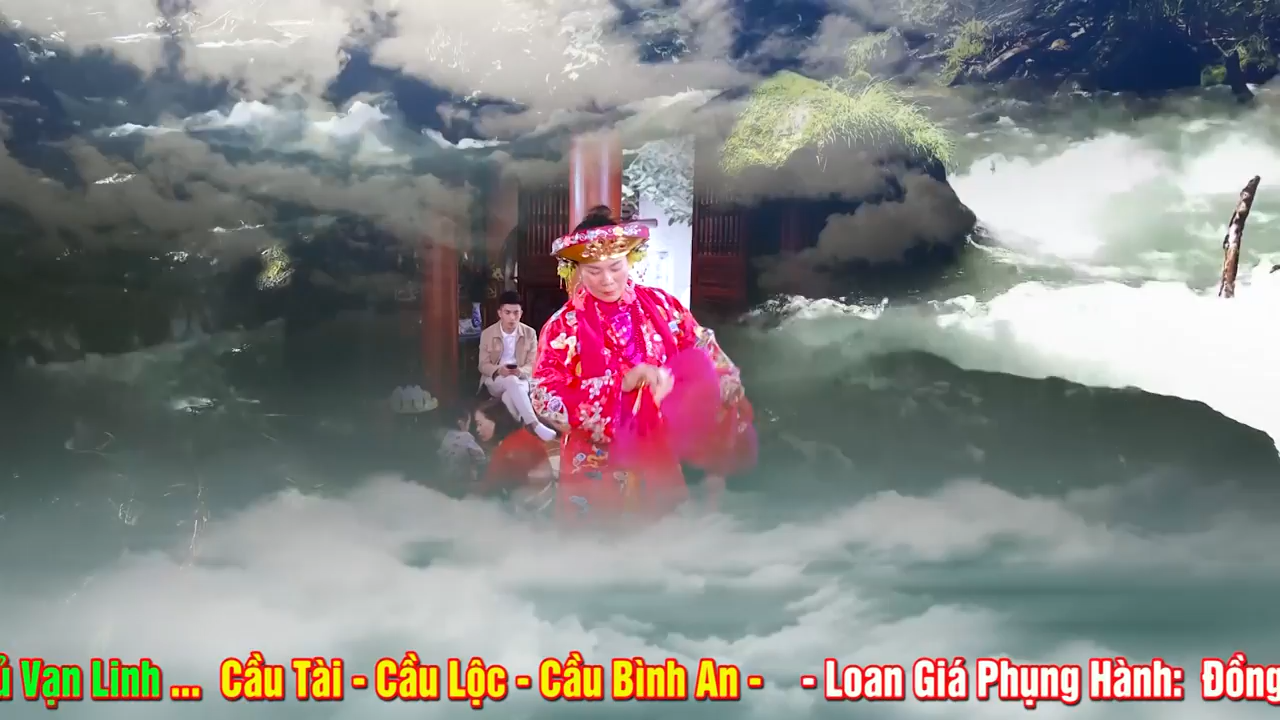 Vạn Linh ... Cầu Tài - Cầu Lộc - Cầu Bình An - - Loan Giá Phụng Hành: Đồng